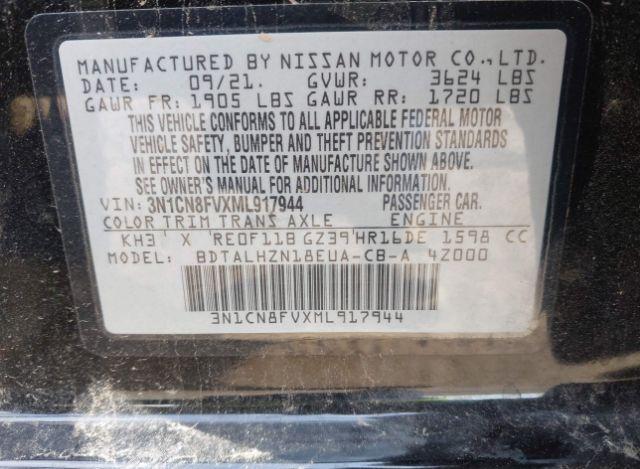 MANUFACTURED BY NISSAN MOTOR CO., LTD.
DATE: 09/21. GVWR: 3624 LBS
GAWR FR: 1905 LBS GAWR RR: 1720 LBS
THIS VEHICLE CONFORMS TO ALL APPLICABLE FEDERAL MOTOR
VEHICLE SAFETY, BUMPER AND THEFT PREVENTION STANDARDS
IN EFFECT ON THE DATE OF MANUFACTURE SHOWN ABOVE.
SEE OWNER'S MANUAL FOR ADDITIONAL INFORMATION.
VIN: 3N1CN8FVXML917944 PASSENGER CAR.
COLOR TRIM TRANS AXLE ENGINE
KH3 X RE0F11B GZ39 HR16DE 1598 CC
MODEL: BDTALHZN18EUA-CB-A 4Z000
3N1CN8FVXML917944